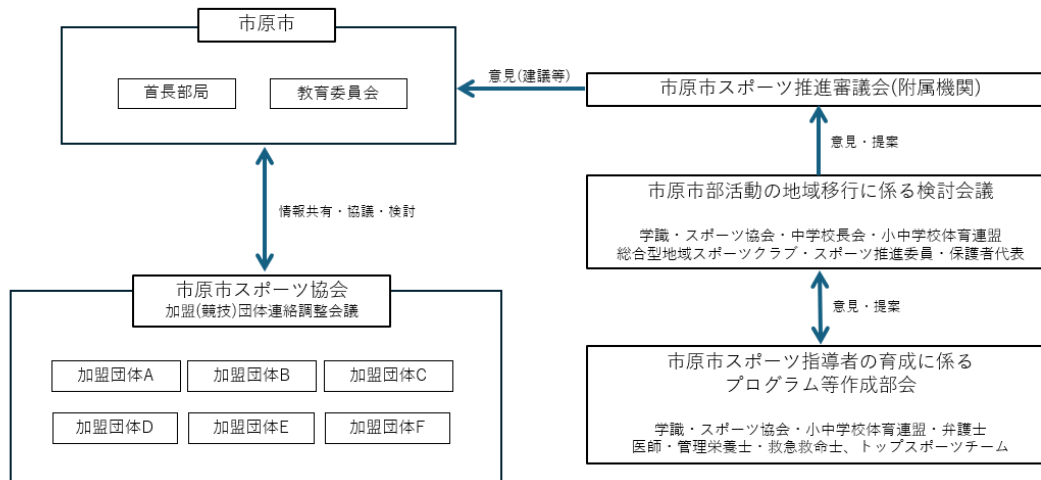 市原市
首長部局
教育委員会
意見(建議等)
市原市スポーツ推進審議会(附属機関)
意見・提案
市原市部活動の地域移行に係る検討会議
学識・スポーツ協会・中学校長会・小中学校体育連盟
総合型地域スポーツクラブ・スポーツ推進委員・保護者代表
情報共有・協議・検討
市原市スポーツ協会
加盟(競技)団体連絡調整会議
加盟団体A
加盟団体B
加盟団体C
加盟団体D
加盟団体E
加盟団体F
意見・提案
市原市スポーツ指導者の育成に係る
プログラム等作成部会
学識・スポーツ協会・小中学校体育連盟・弁護士
医師・管理栄養士・救急救命士、トップスポーツチーム